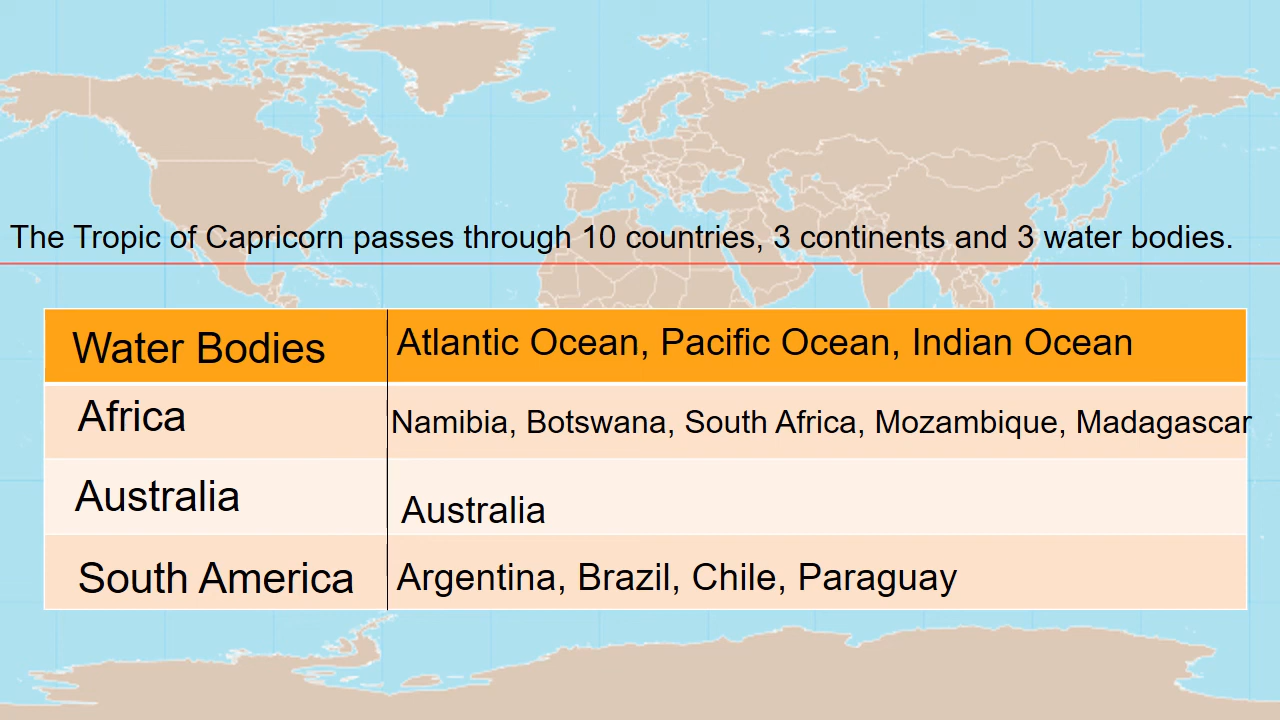 The Tropic of Capricorn passes through 10 countries, 3 continents and 3 water bodies.
Water Bodies Atlantic Ocean, Pacific Ocean, Indian Ocean
Africa Namibia, Botswana, South Africa, Mozambique, Madagascar
Australia Australia
South America Argentina, Brazil, Chile, Paraguay